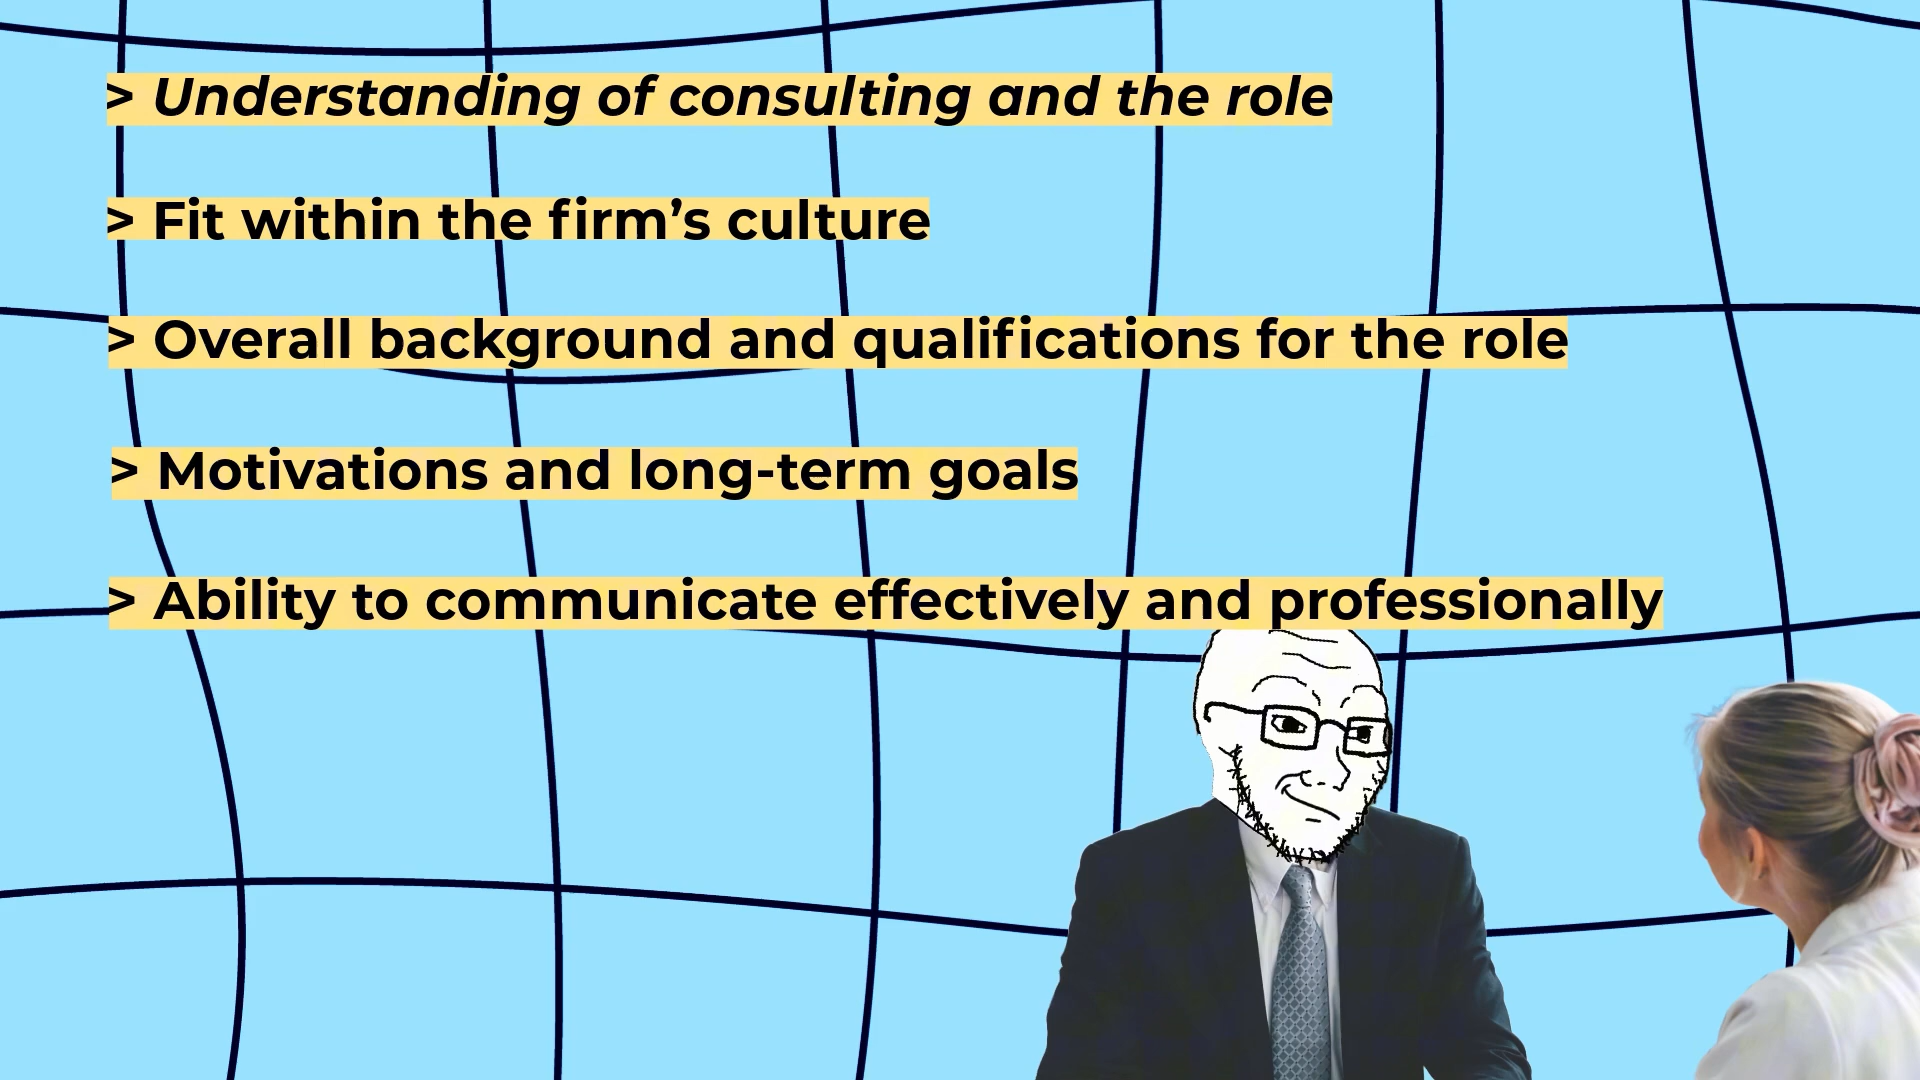 > Understanding of consulting and the role
> Fit within the firm’s culture
> Overall background and qualifications for the role
> Motivations and long-term goals
> Ability to communicate effectively and professionally